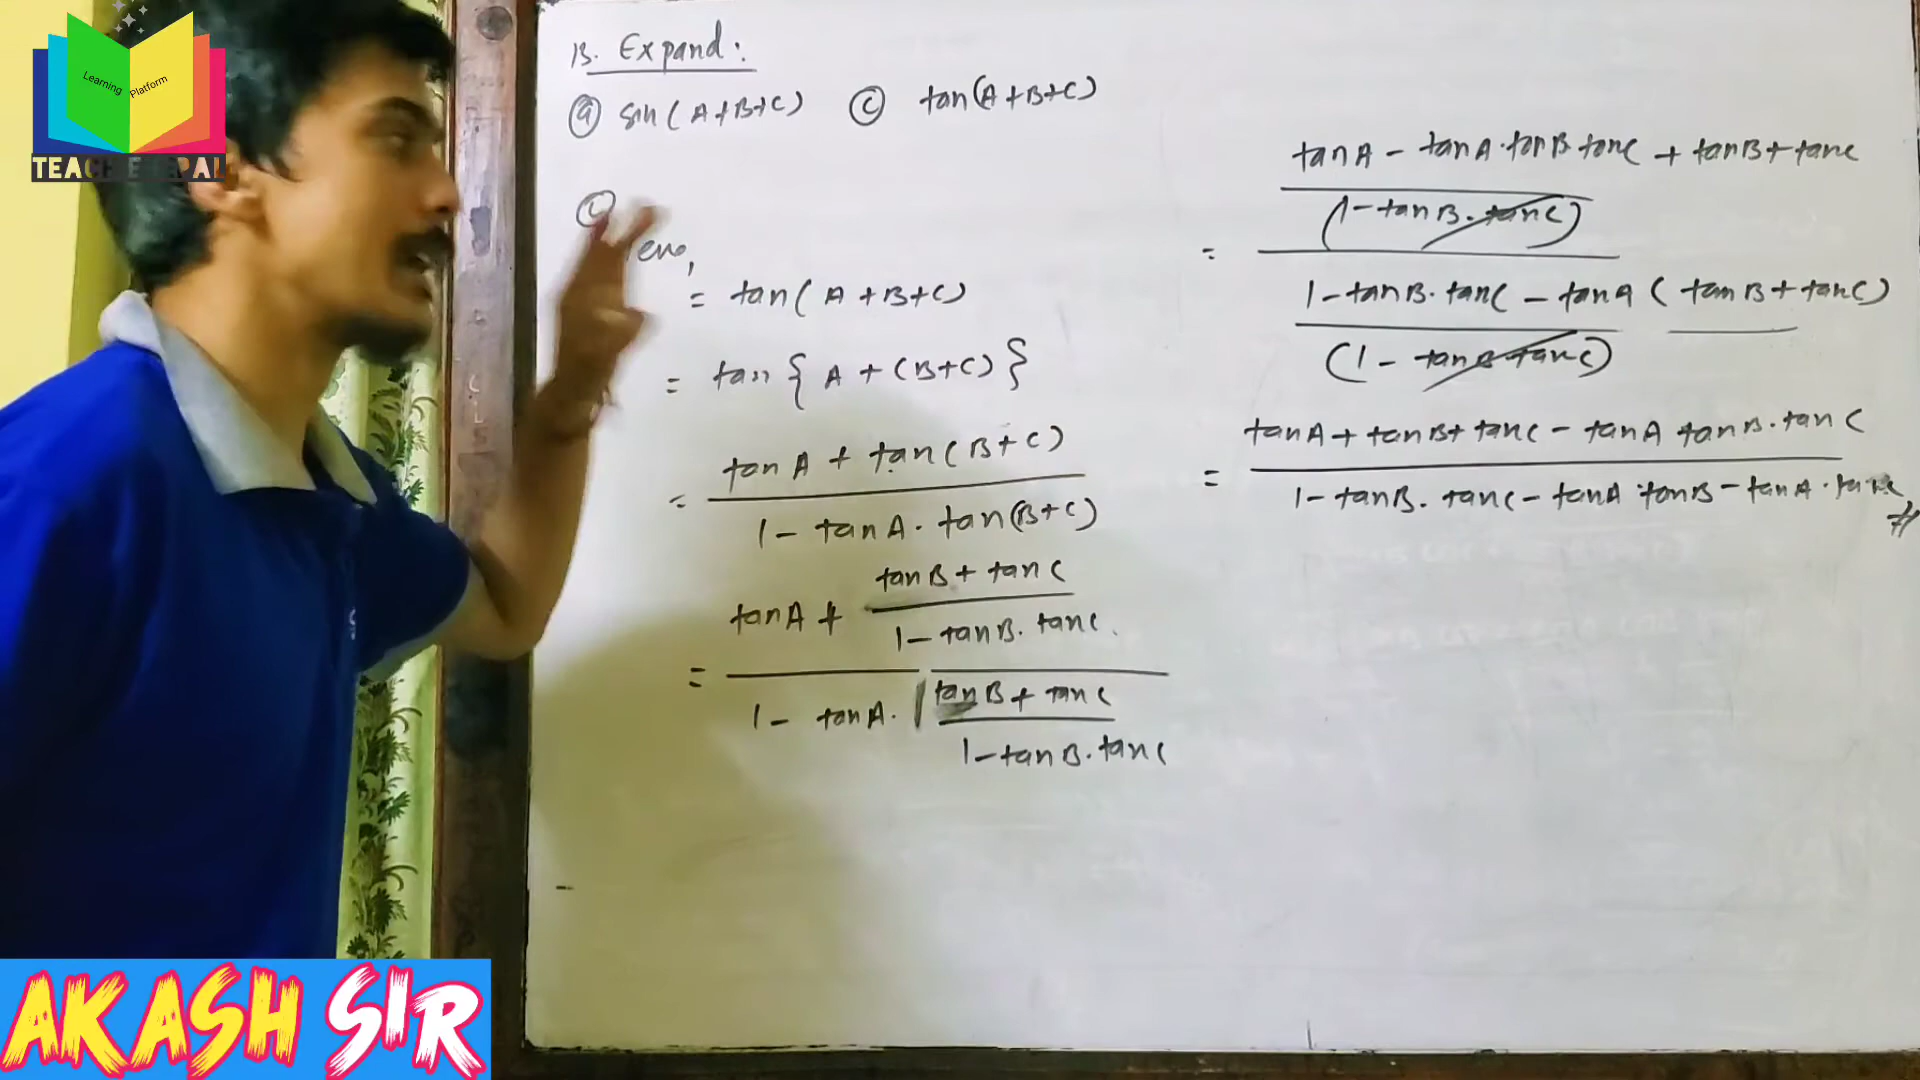 Learning Platform
TEACH NEPAL
13. Expand:
(a) sin(A+B+C) (c) tan(A+B+C)
(c)
= tan(A+B+C)
= tan{A+(B+C)}
= tanA + tan(B+C)
1 - tanA . tan(B+C)
tanB + tanC
tanA + 1 - tanB. tanC.
=
1 - tanA. tanB + tanC
1 - tanB. tanC
tanA - tanA.tanB tanC + tanB + tanC
(1 - tanB. tanC)
=
1 - tanB. tanC - tanA (tanB + tanC)
(1 - tanB tanC)
= tanA + tanB + tanC - tanA tanB. tanC
1 - tanB. tanC - tanA tanB - tanA. tanC, #
AKASH SIR